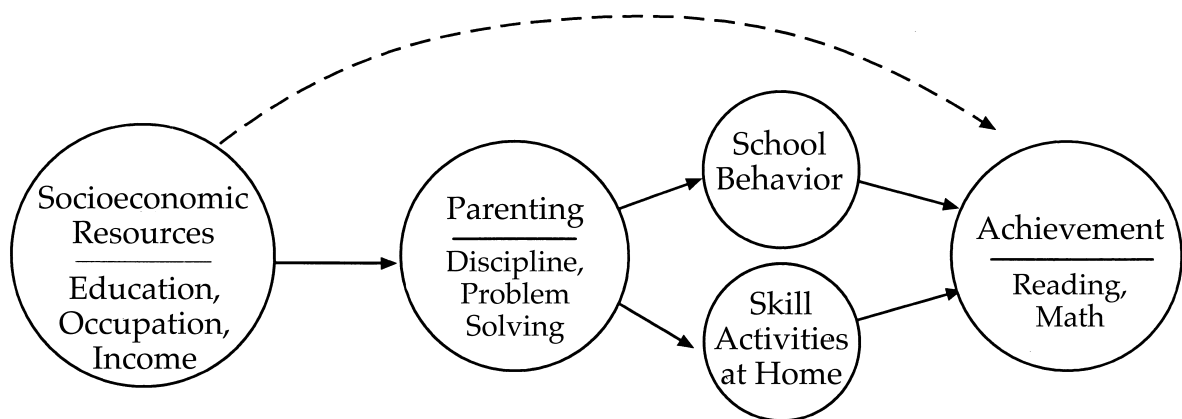 Socioeconomic
Resources
Education,
Occupation,
Income
Parenting
Discipline,
Problem
Solving
School
Behavior
Skill
Activities
at Home
Achievement
Reading,
Math